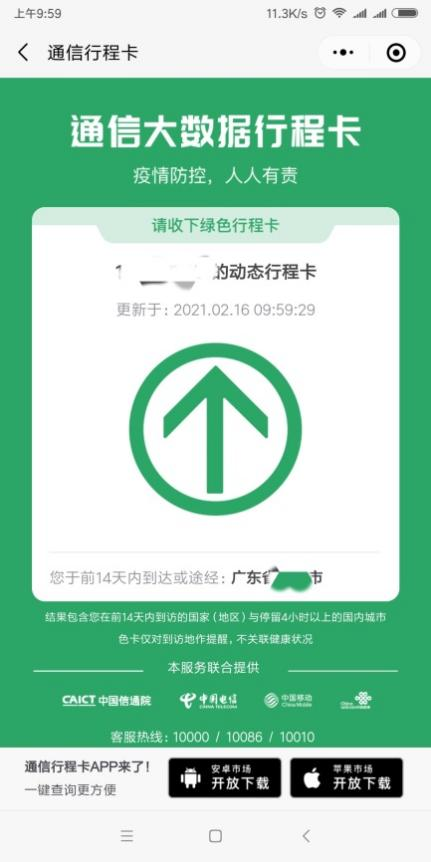 上午9:59 11.3K/s
通信行程卡
通信大数据行程卡
疫情防控，人人有责
请收下绿色行程卡
的动态行程卡
更新于：2021.02.16 09:59:29
您于前14天内到达或途经：广东省 市
结果包含您在前14天内到访的国家（地区）与停留4小时以上的国内城市
色卡仅对到访地作提醒，不关联健康状况
本服务联合提供
CAICT 中国信通院 中国电信 CHINA TELECOM 中国移动 China Mobile
客服热线：10000 / 10086 / 10010
通信行程卡APP来了！
一键查询更方便
安卓市场
开放下载
苹果市场
开放下载